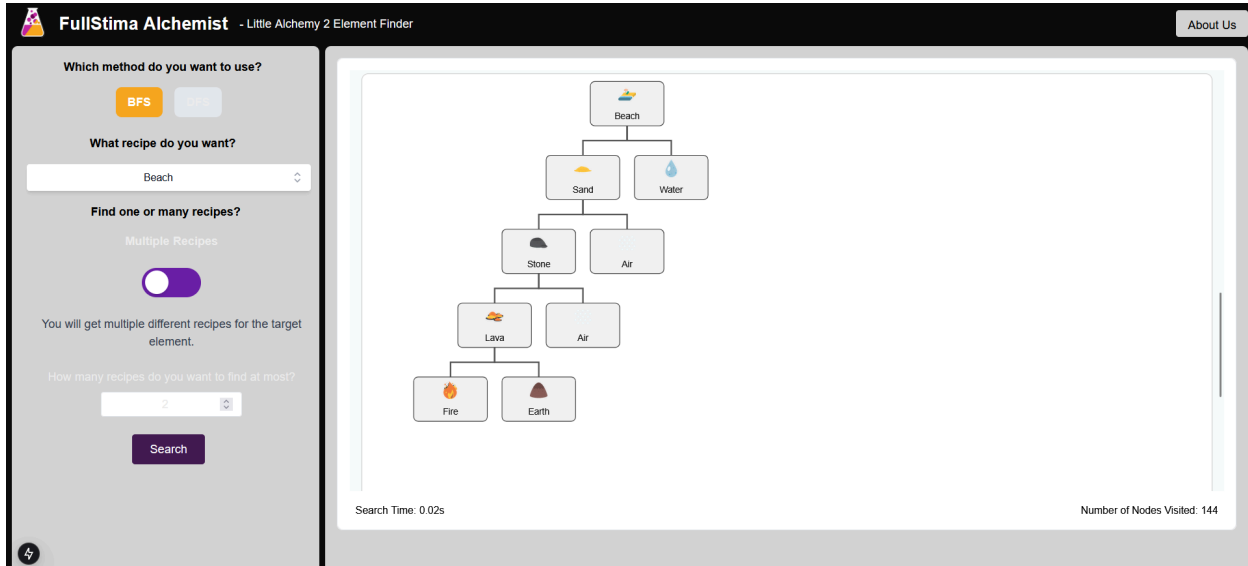 FullStima Alchemist - Little Alchemy 2 Element Finder
About Us
Which method do you want to use?
BFS DFS
What recipe do you want?
Beach
Find one or many recipes?
Multiple Recipes
You will get multiple different recipes for the target
element.
How many recipes do you want to find at most?
2
Search
Beach
Sand Water
Stone Air
Lava Air
Fire Earth
Search Time: 0.02s
Number of Nodes Visited: 144